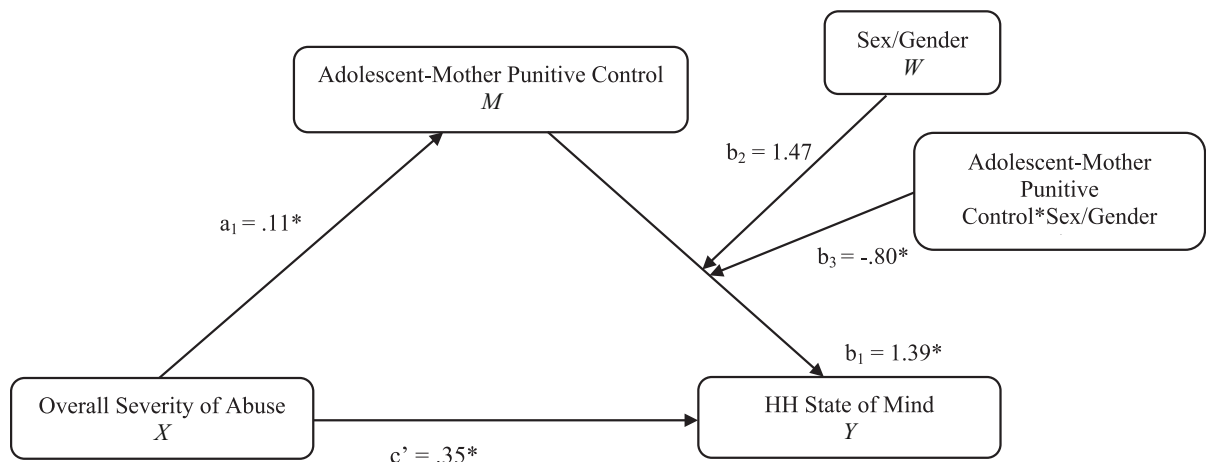 Sex/Gender
W
Adolescent-Mother Punitive Control
M
b₂ = 1.47
Adolescent-Mother
Punitive
Control*Sex/Gender
a₁ = .11*
b₃ = -.80*
b₁ = 1.39*
Overall Severity of Abuse
X
HH State of Mind
Y
c’ = .35*